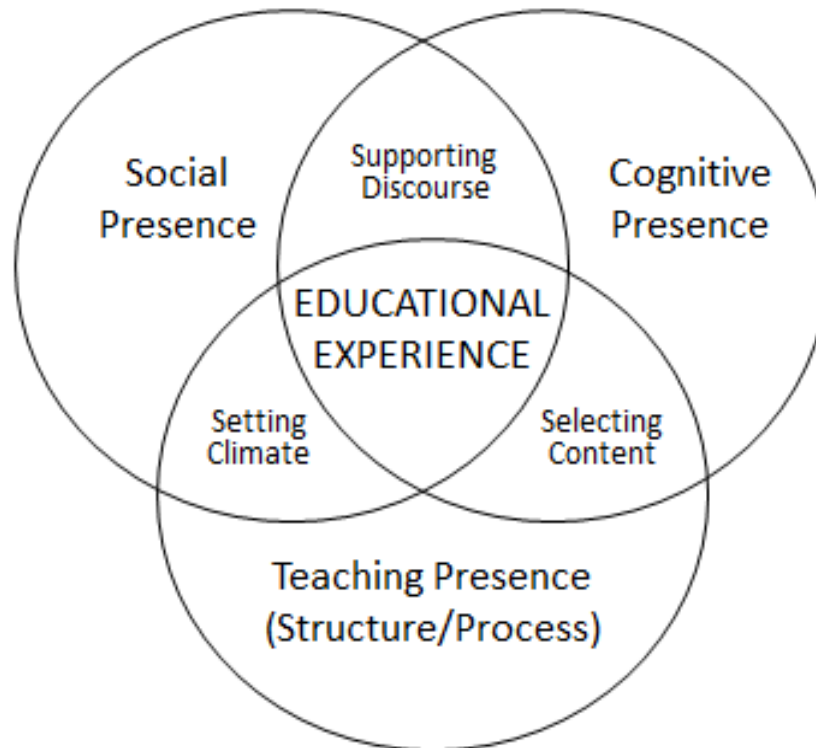 Social
Presence
Supporting
Discourse
Cognitive
Presence
EDUCATIONAL
EXPERIENCE
Setting
Climate
Selecting
Content
Teaching Presence
(Structure/Process)